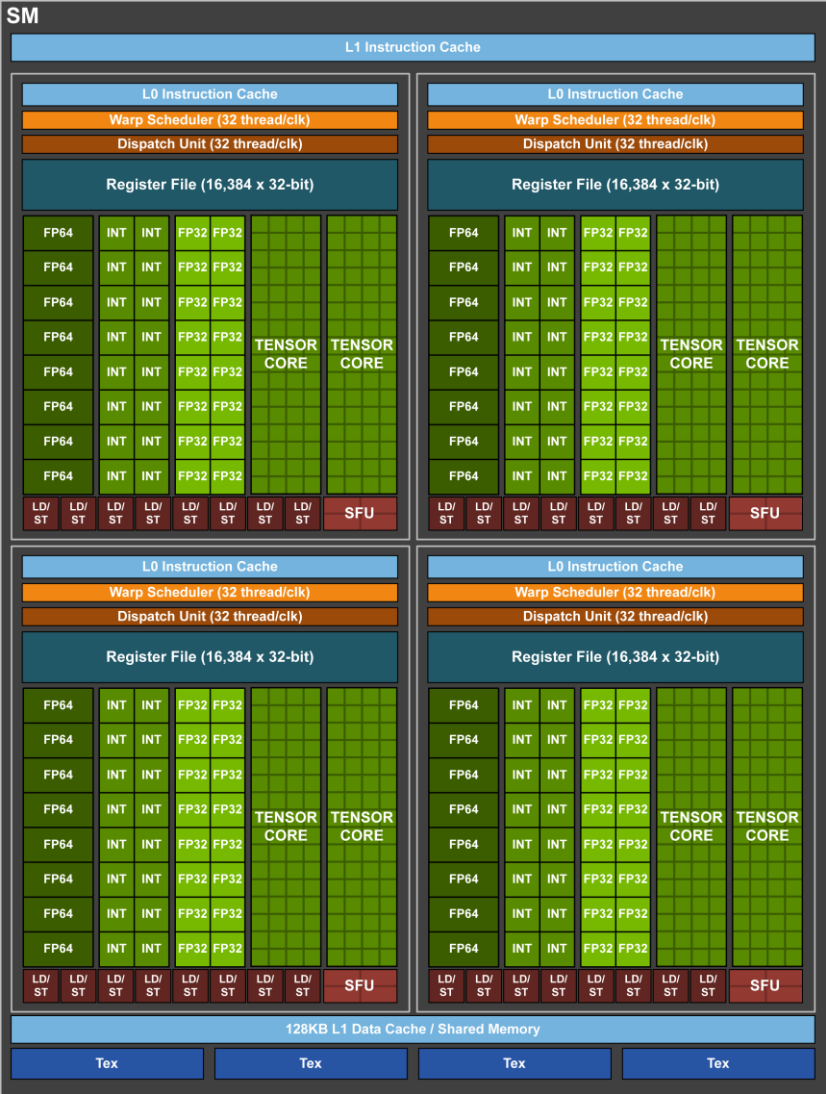 SM
L1 Instruction Cache
L0 Instruction Cache
Warp Scheduler (32 thread/clk)
Dispatch Unit (32 thread/clk)
Register File (16,384 x 32-bit)
FP64 INT INT FP32 FP32
FP64 INT INT FP32 FP32
FP64 INT INT FP32 FP32
FP64 INT INT FP32 FP32
FP64 INT INT FP32 FP32
FP64 INT INT FP32 FP32
FP64 INT INT FP32 FP32
FP64 INT INT FP32 FP32
TENSOR TENSOR
CORE CORE
LD/ LD/ LD/ LD/ LD/ LD/ LD/ LD/
ST ST ST ST ST ST ST ST
SFU
L0 Instruction Cache
Warp Scheduler (32 thread/clk)
Dispatch Unit (32 thread/clk)
Register File (16,384 x 32-bit)
FP64 INT INT FP32 FP32
FP64 INT INT FP32 FP32
FP64 INT INT FP32 FP32
FP64 INT INT FP32 FP32
FP64 INT INT FP32 FP32
FP64 INT INT FP32 FP32
FP64 INT INT FP32 FP32
FP64 INT INT FP32 FP32
TENSOR TENSOR
CORE CORE
LD/ LD/ LD/ LD/ LD/ LD/ LD/ LD/
ST ST ST ST ST ST ST ST
SFU
L0 Instruction Cache
Warp Scheduler (32 thread/clk)
Dispatch Unit (32 thread/clk)
Register File (16,384 x 32-bit)
FP64 INT INT FP32 FP32
FP64 INT INT FP32 FP32
FP64 INT INT FP32 FP32
FP64 INT INT FP32 FP32
FP64 INT INT FP32 FP32
FP64 INT INT FP32 FP32
FP64 INT INT FP32 FP32
FP64 INT INT FP32 FP32
TENSOR TENSOR
CORE CORE
LD/ LD/ LD/ LD/ LD/ LD/ LD/ LD/
ST ST ST ST ST ST ST ST
SFU
L0 Instruction Cache
Warp Scheduler (32 thread/clk)
Dispatch Unit (32 thread/clk)
Register File (16,384 x 32-bit)
FP64 INT INT FP32 FP32
FP64 INT INT FP32 FP32
FP64 INT INT FP32 FP32
FP64 INT INT FP32 FP32
FP64 INT INT FP32 FP32
FP64 INT INT FP32 FP32
FP64 INT INT FP32 FP32
FP64 INT INT FP32 FP32
TENSOR TENSOR
CORE CORE
LD/ LD/ LD/ LD/ LD/ LD/ LD/ LD/
ST ST ST ST ST ST ST ST
SFU
128KB L1 Data Cache / Shared Memory
Tex Tex Tex Tex